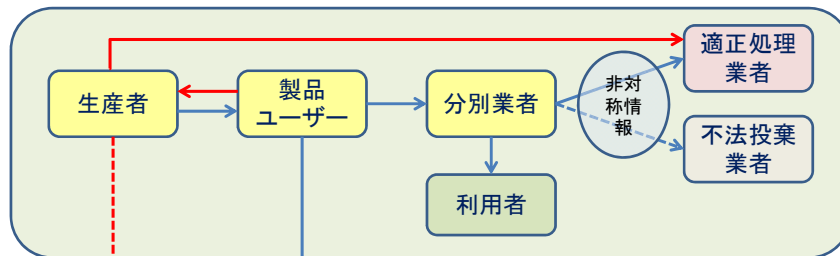 生産者
製品
ユーザー
分別業者
非対
称情
報
適正処理
業者
不法投棄
業者
利用者